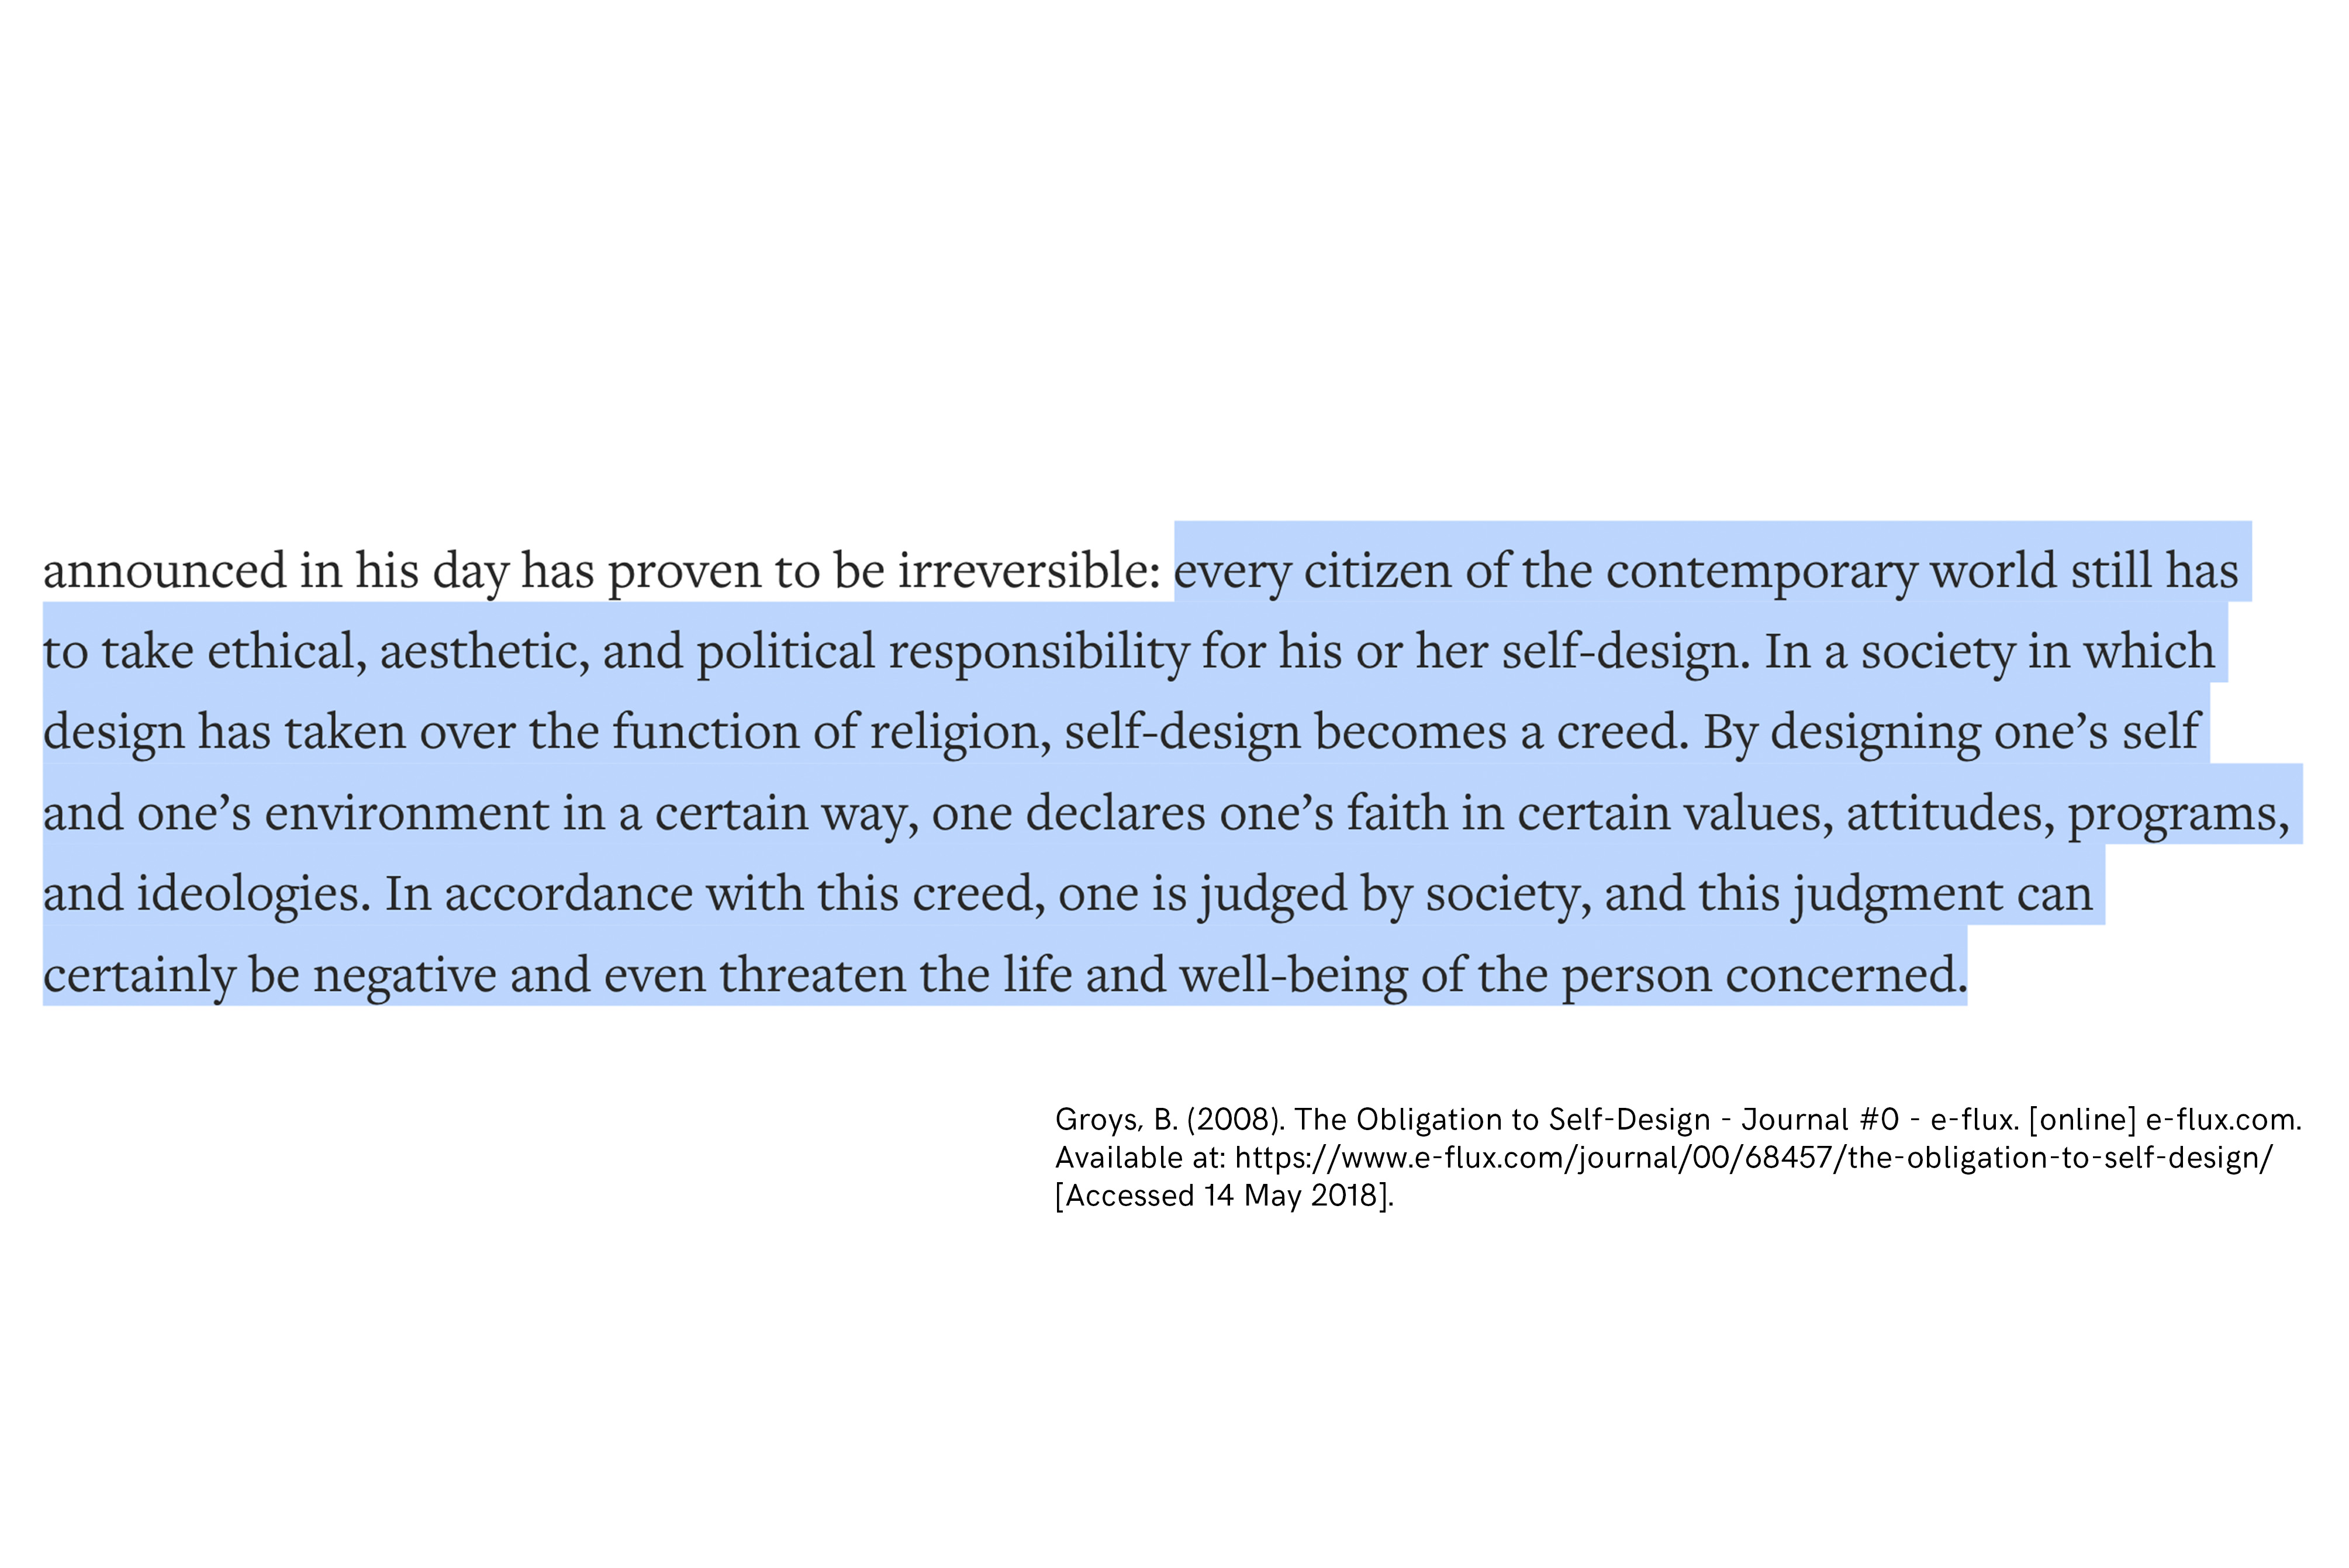 announced in his day has proven to be irreversible: every citizen of the contemporary world still has
to take ethical, aesthetic, and political responsibility for his or her self-design. In a society in which
design has taken over the function of religion, self-design becomes a creed. By designing one’s self
and one’s environment in a certain way, one declares one’s faith in certain values, attitudes, programs,
and ideologies. In accordance with this creed, one is judged by society, and this judgment can
certainly be negative and even threaten the life and well-being of the person concerned.
Groys, B. (2008). The Obligation to Self-Design - Journal #0 - e-flux. [online] e-flux.com.
Available at: https://www.e-flux.com/journal/00/68457/the-obligation-to-self-design/
[Accessed 14 May 2018].